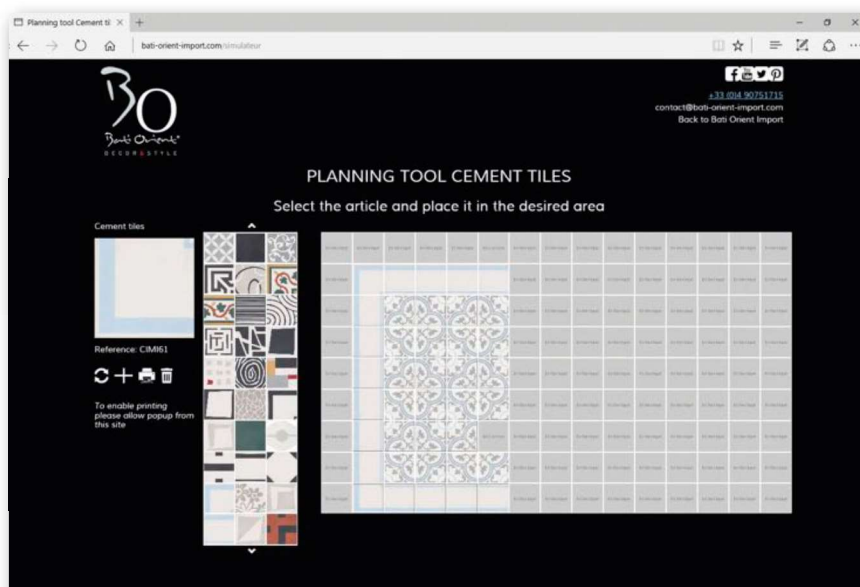 Planning tool Cement til
bati-orient-import.com/simulateur
BO
Bati Orient
DECOR & STYLE
+33 (0)4 90751715
contact@bati-orient-import.com
Back to Bati Orient Import
PLANNING TOOL CEMENT TILES
Select the article and place it in the desired area
Cement tiles
Reference: CIMI61
To enable printing
please allow popup from
this site